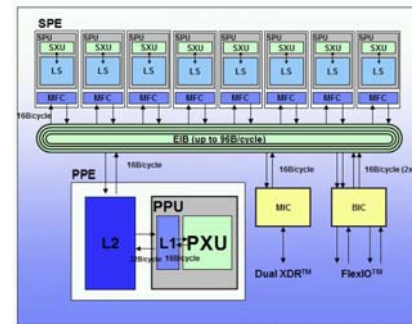 SPE
SPU SPU SPU SPU SPU SPU SPU SPU
SXU SXU SXU SXU SXU SXU SXU SXU
LS LS LS LS LS LS LS LS
MFC MFC MFC MFC MFC MFC MFC MFC
16B/cycle
EIB (up to 96B/cycle)
16B/cycle
16B/cycle
16B/cycle (2x
PPE
PPU
MIC
BIC
L2
L1
PXU
32B/cycle
16B/cycle
Dual XDR™
FlexIO™